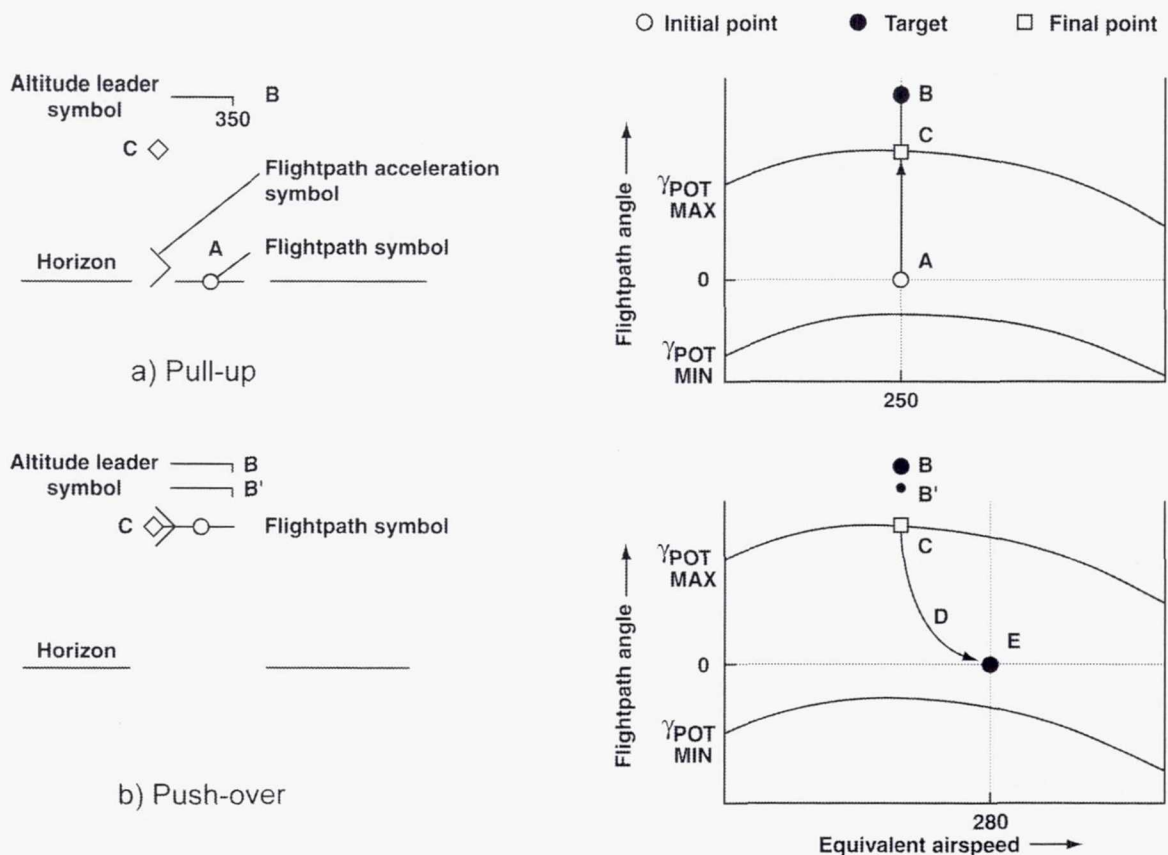 Initial point Target Final point
Altitude leader
symbol
B
350
C
Flightpath acceleration
symbol
A
Flightpath symbol
Horizon
a) Pull-up
Flightpath angle
B
C
γPOT
MAX
A
0
γPOT
MIN
250
Altitude leader
symbol
B
B'
C
Flightpath symbol
Horizon
b) Push-over
Flightpath angle
B
B'
C
γPOT
MAX
D
E
0
γPOT
MIN
280
Equivalent airspeed